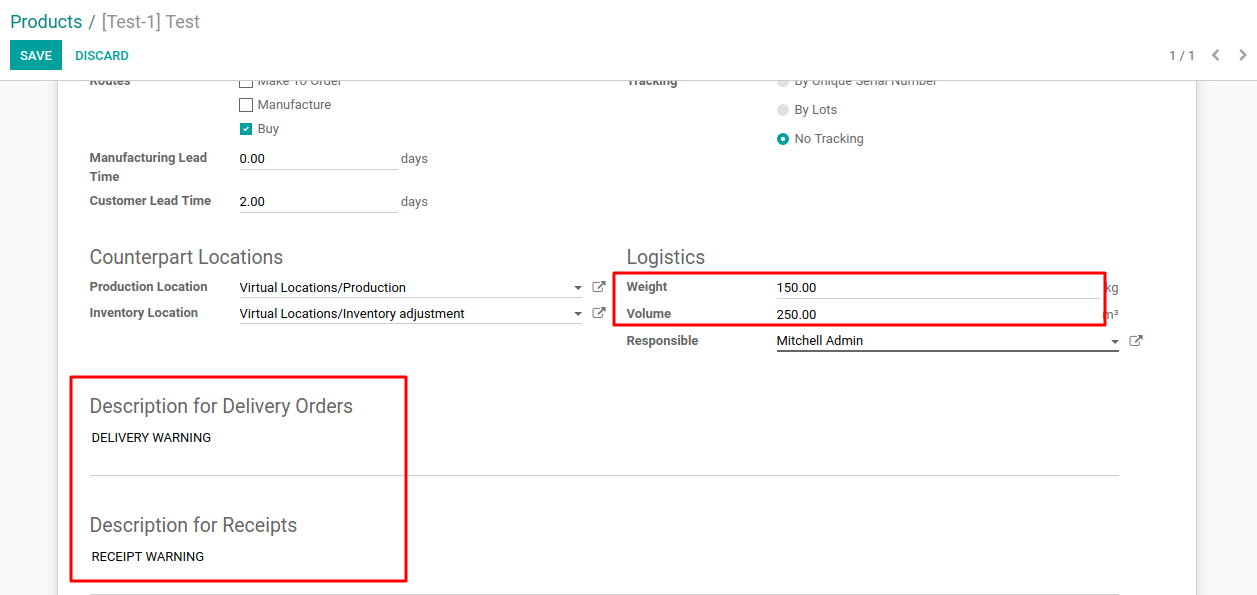 Products / [Test-1] Test
SAVE DISCARD
1 / 1
Routes
Make To Order
Manufacture
Buy
Manufacturing Lead Time
0.00 days
Customer Lead Time
2.00 days
Tracking
By Unique Serial Number
By Lots
No Tracking
Counterpart Locations
Production Location Virtual Locations/Production
Inventory Location Virtual Locations/Inventory adjustment
Logistics
Weight 150.00 kg
Volume 250.00 m³
Responsible Mitchell Admin
Description for Delivery Orders
DELIVERY WARNING
Description for Receipts
RECEIPT WARNING